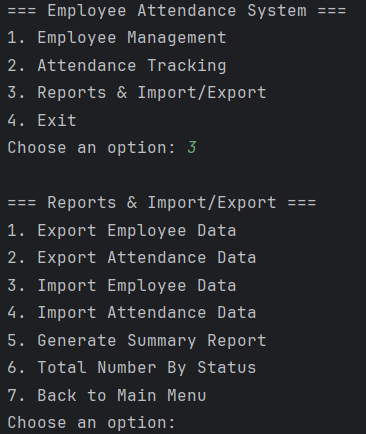 === Employee Attendance System ===
1. Employee Management
2. Attendance Tracking
3. Reports & Import/Export
4. Exit
Choose an option: 3
=== Reports & Import/Export ===
1. Export Employee Data
2. Export Attendance Data
3. Import Employee Data
4. Import Attendance Data
5. Generate Summary Report
6. Total Number By Status
7. Back to Main Menu
Choose an option: